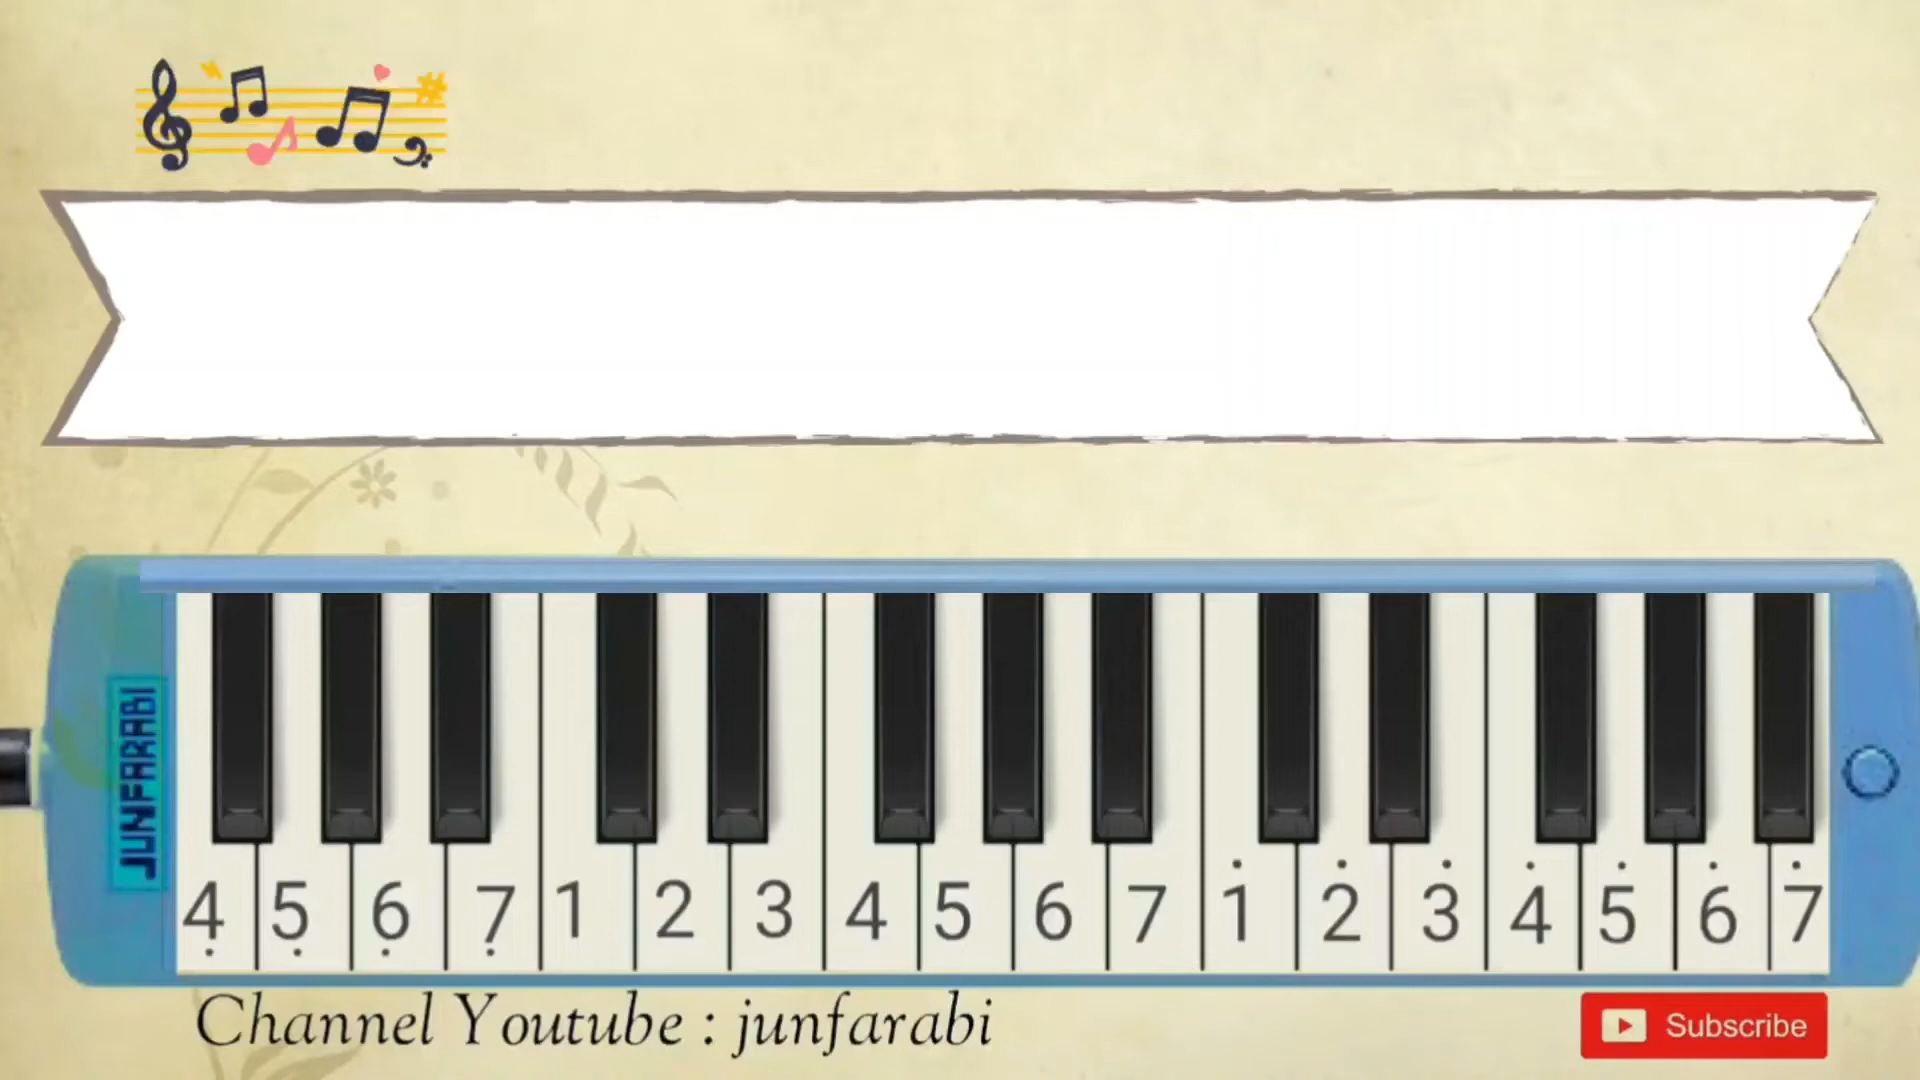 JUNFARABI
4̣ 5̣ 6̣ 7̣ 1 2 3 4 5 6 7 1̇ 2̇ 3̇ 4̇ 5̇ 6̇ 7̇
Channel Youtube : junfarabi
Subscribe